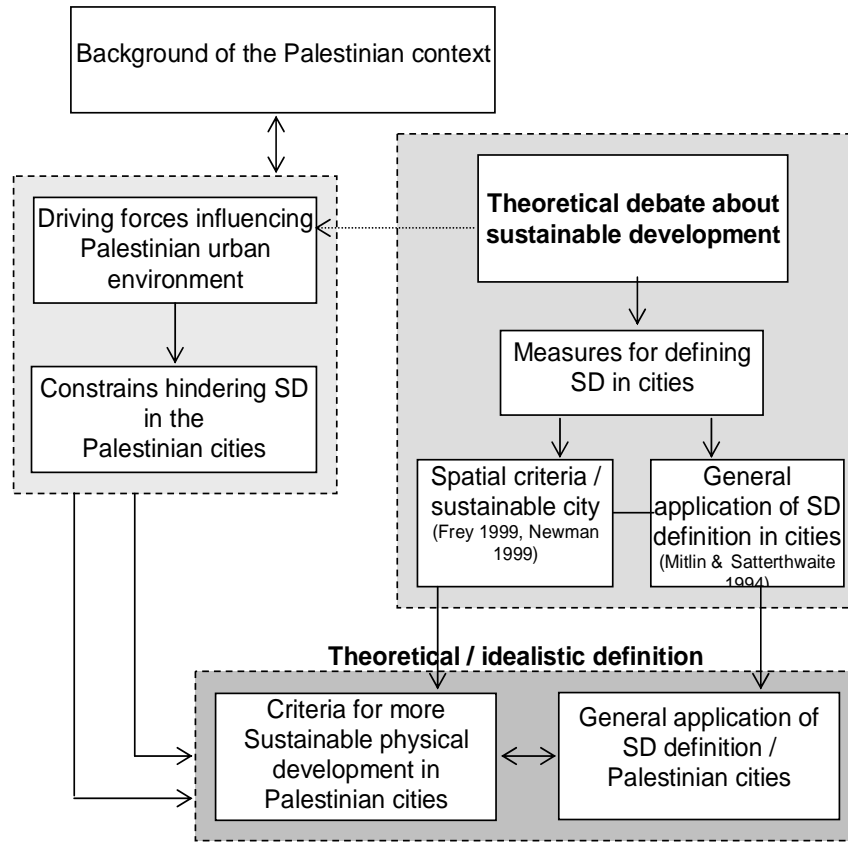 Background of the Palestinian context
Theoretical debate about
sustainable development
Driving forces influencing
Palestinian urban
environment
Measures for defining
SD in cities
Constrains hindering SD
in the
Palestinian cities
Spatial criteria /
sustainable city
(Frey 1999, Newman
1999)
General
application of SD
definition in cities
(Mitlin & Satterthwaite
1994)
Theoretical / idealistic definition
Criteria for more
Sustainable physical
development in
Palestinian cities
General application of
SD definition /
Palestinian cities